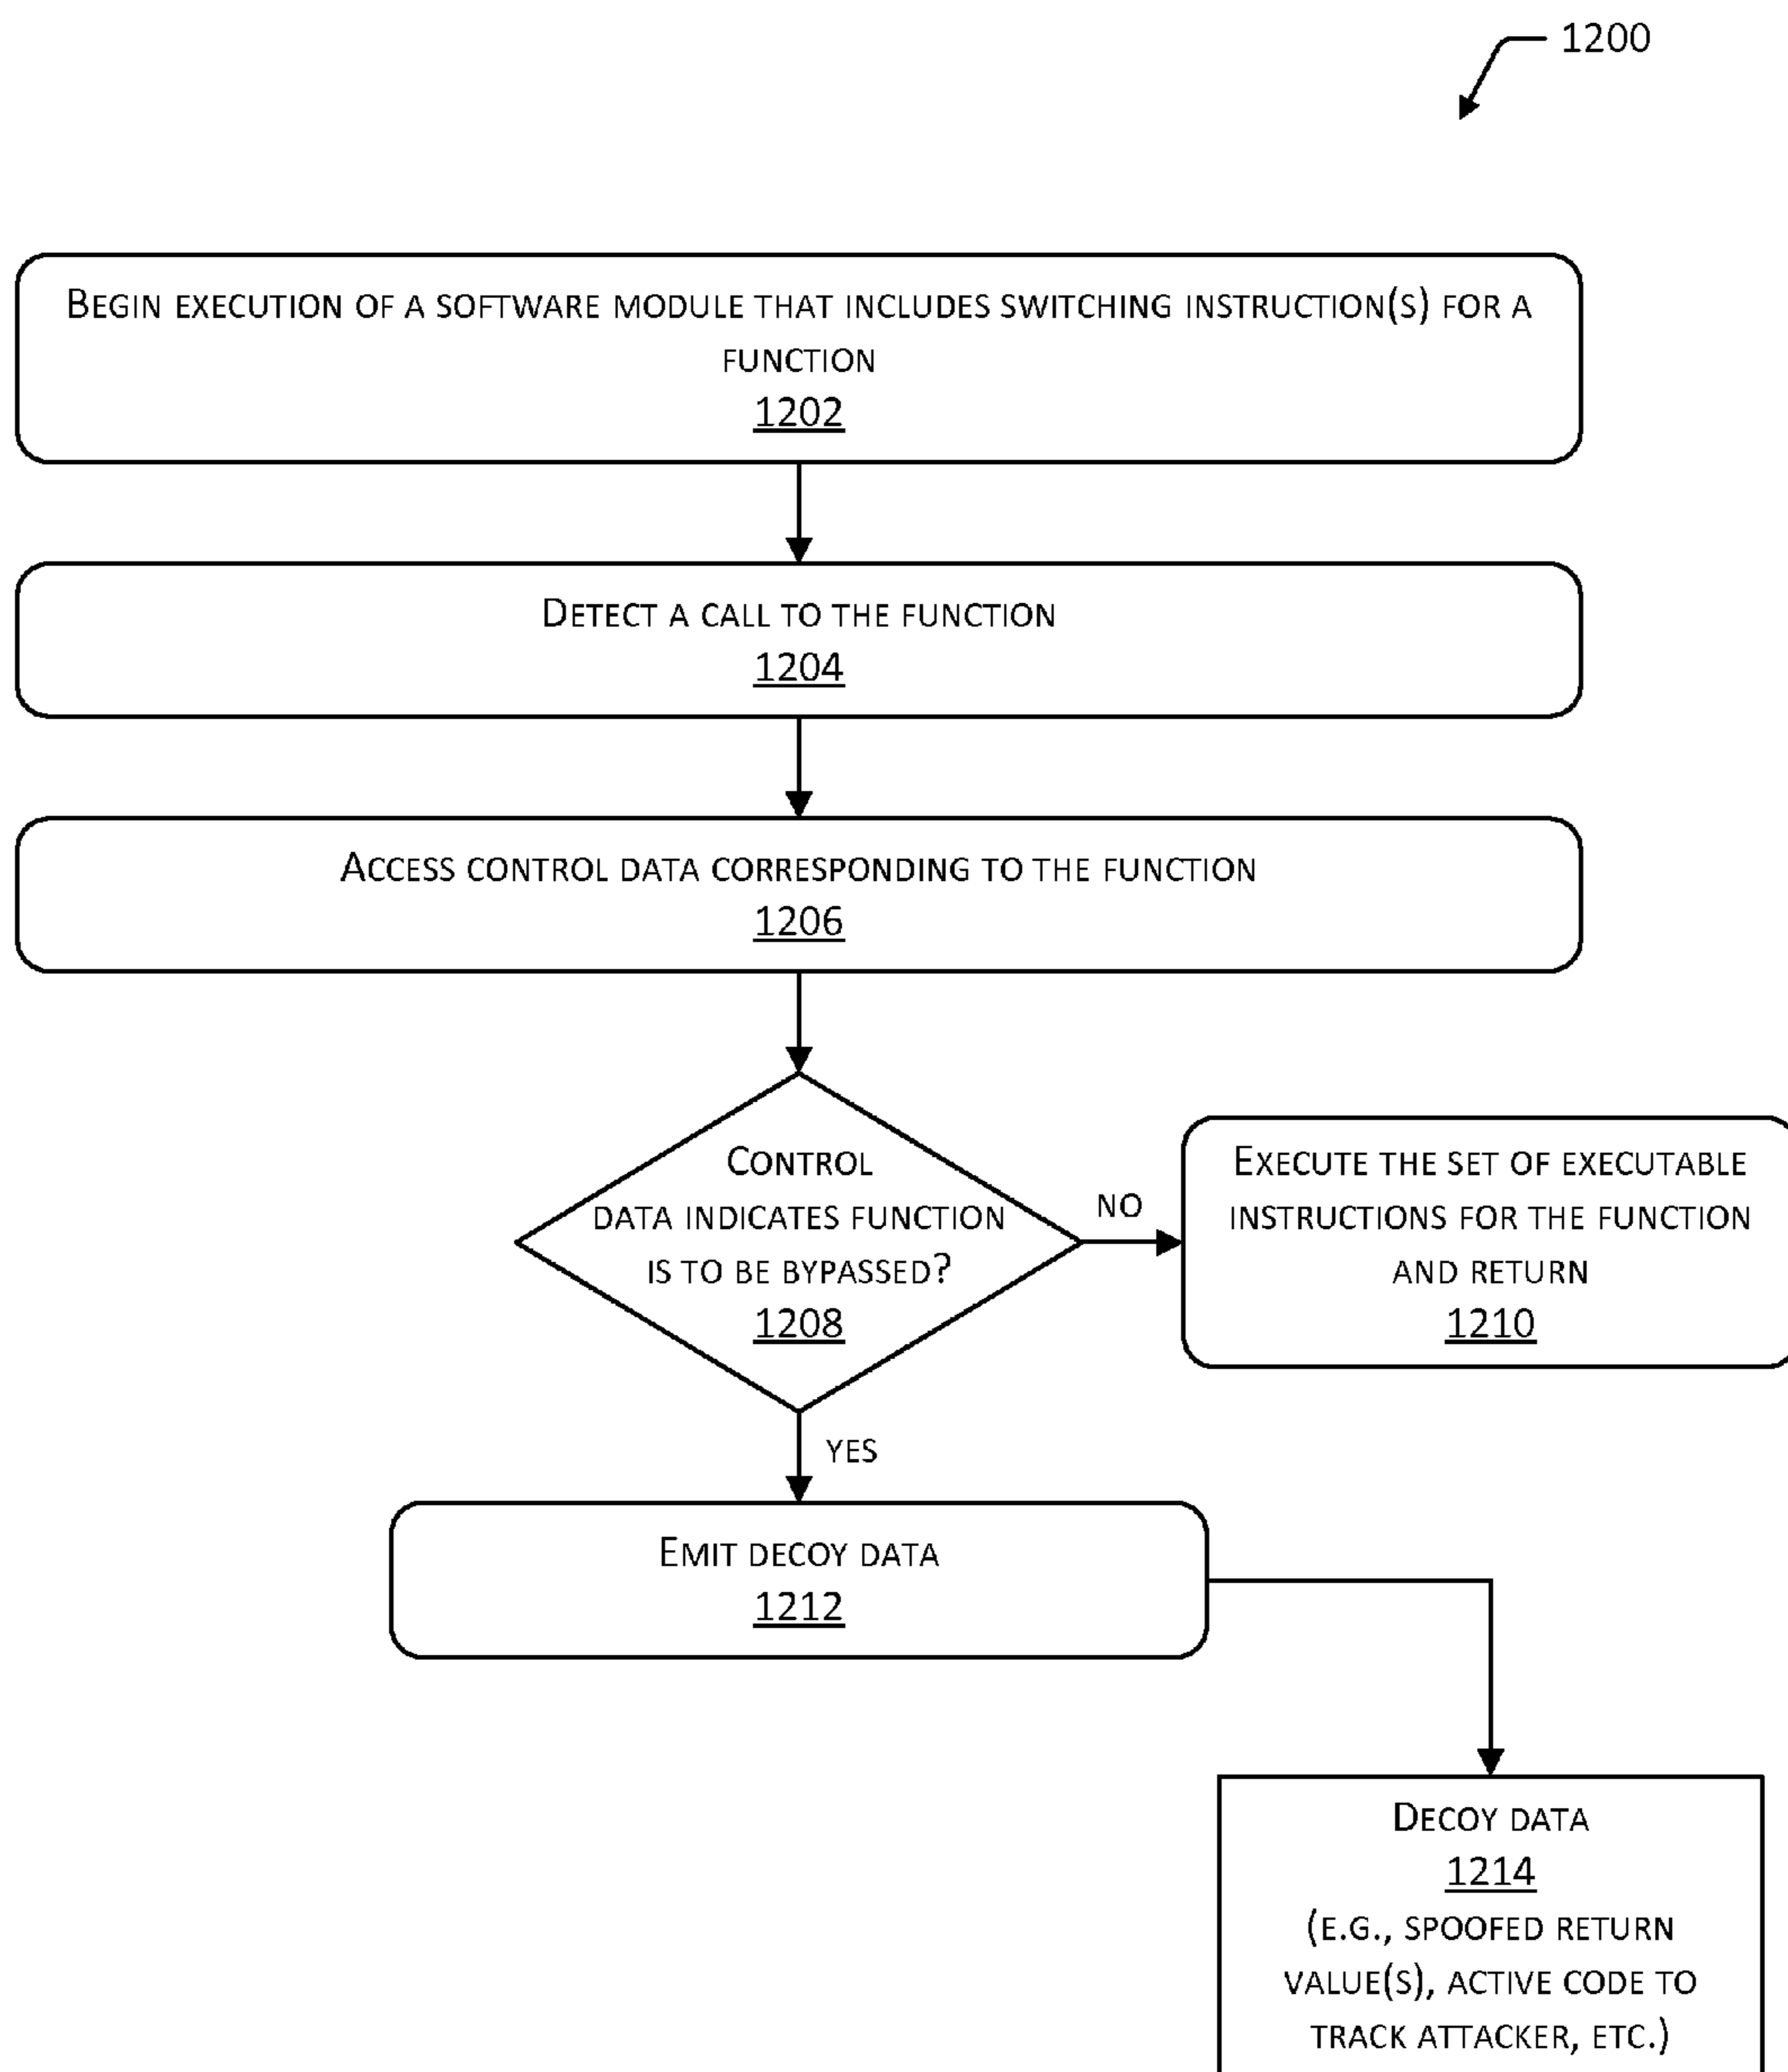 1200
BEGIN EXECUTION OF A SOFTWARE MODULE THAT INCLUDES SWITCHING INSTRUCTION(S) FOR A
FUNCTION
1202
DETECT A CALL TO THE FUNCTION
1204
ACCESS CONTROL DATA CORRESPONDING TO THE FUNCTION
1206
CONTROL
DATA INDICATES FUNCTION
IS TO BE BYPASSED?
1208
NO
EXECUTE THE SET OF EXECUTABLE
INSTRUCTIONS FOR THE FUNCTION
AND RETURN
1210
YES
EMIT DECOY DATA
1212
DECOY DATA
1214
(E.G., SPOOFED RETURN
VALUE(S), ACTIVE CODE TO
TRACK ATTACKER, ETC.)